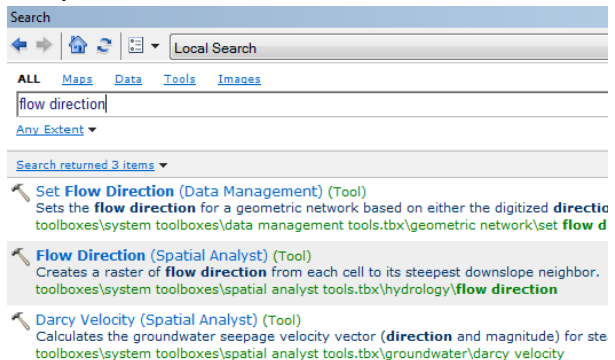 Search
Local Search
ALL Maps Data Tools Images
flow direction
Any Extent
Search returned 3 items
Set Flow Direction (Data Management) (Tool)
Sets the flow direction for a geometric network based on either the digitized
toolboxes\system toolboxes\data management tools.tbx\geometric network\set flow
Flow Direction (Spatial Analyst) (Tool)
Creates a raster of flow direction from each cell to its steepest downslope neighbor.
toolboxes\system toolboxes\spatial analyst tools.tbx\hydrology\flow direction
Darcy Velocity (Spatial Analyst) (Tool)
Calculates the groundwater seepage velocity vector (direction and magnitude) for
toolboxes\system toolboxes\spatial analyst tools.tbx\groundwater\darcy velocity